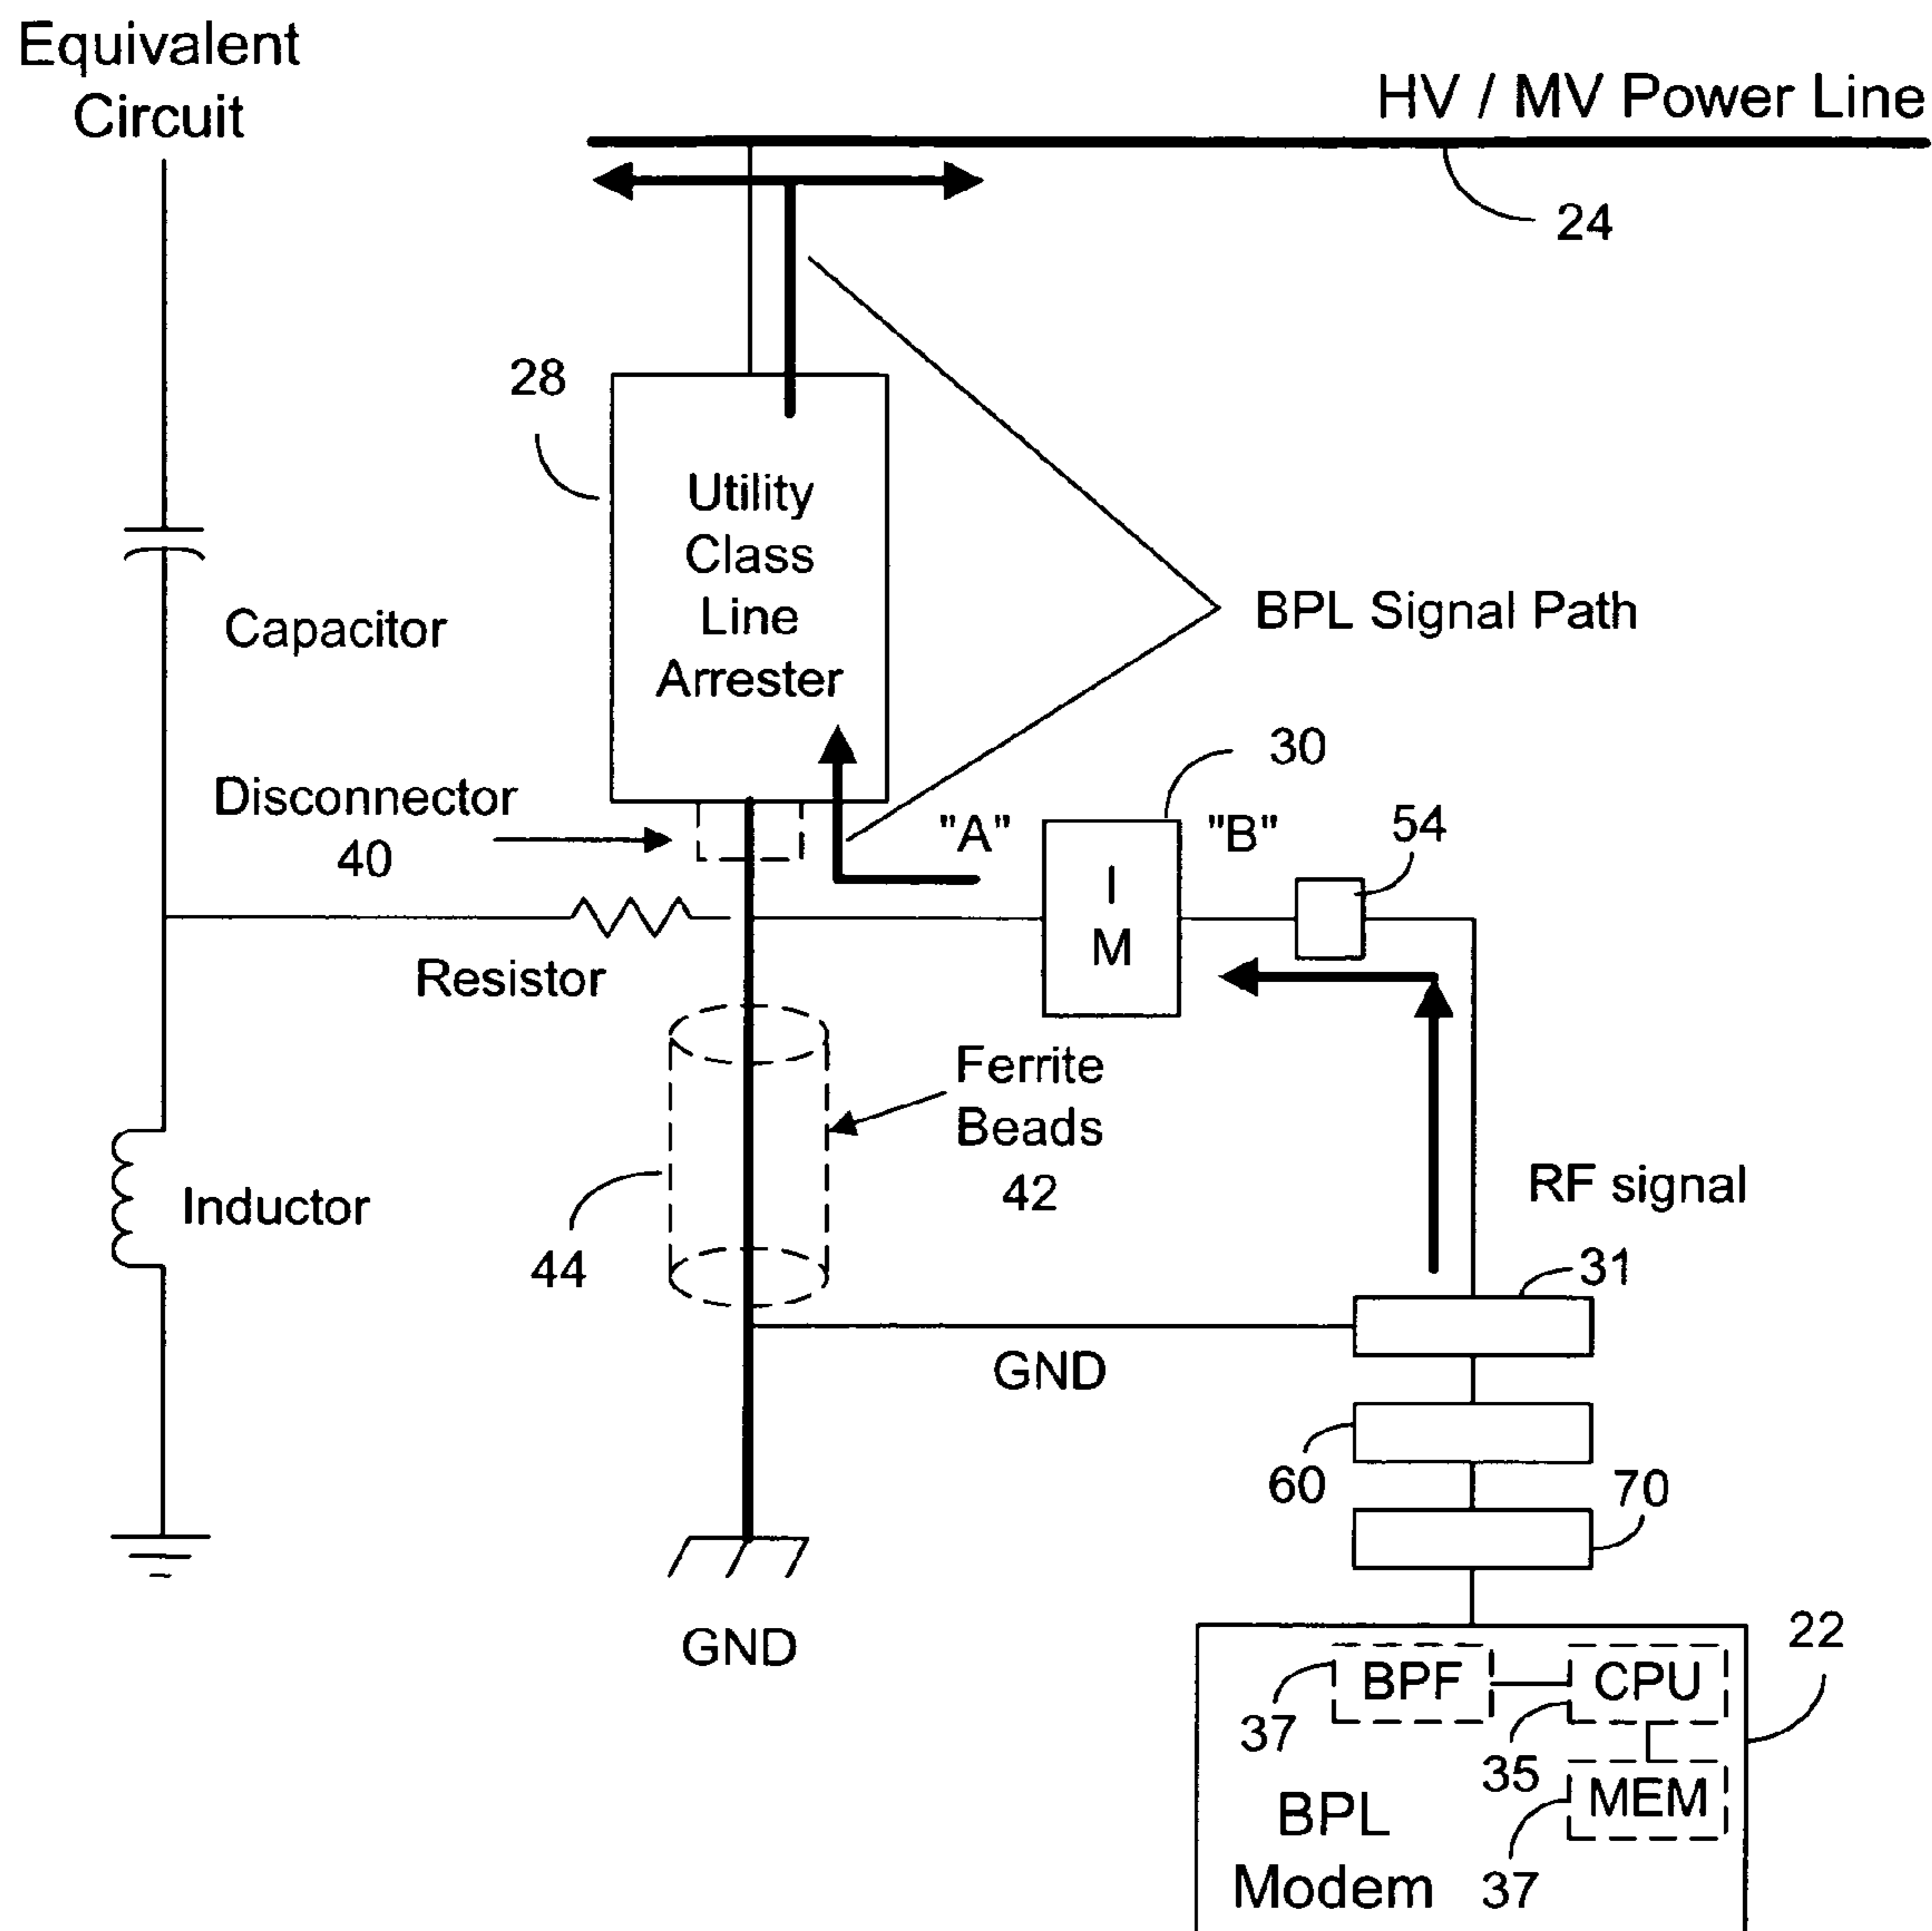 Equivalent
Circuit
HV / MV Power Line
24
28
Utility
Class
Line
Arrester
Capacitor
BPL Signal Path
30
Disconnector
40
"A"
"B"
54
I
M
Resistor
Ferrite
Beads
42
Inductor
44
RF signal
31
GND
60
70
GND
22
BPF
CPU
37
35
MEM
BPL
Modem
37